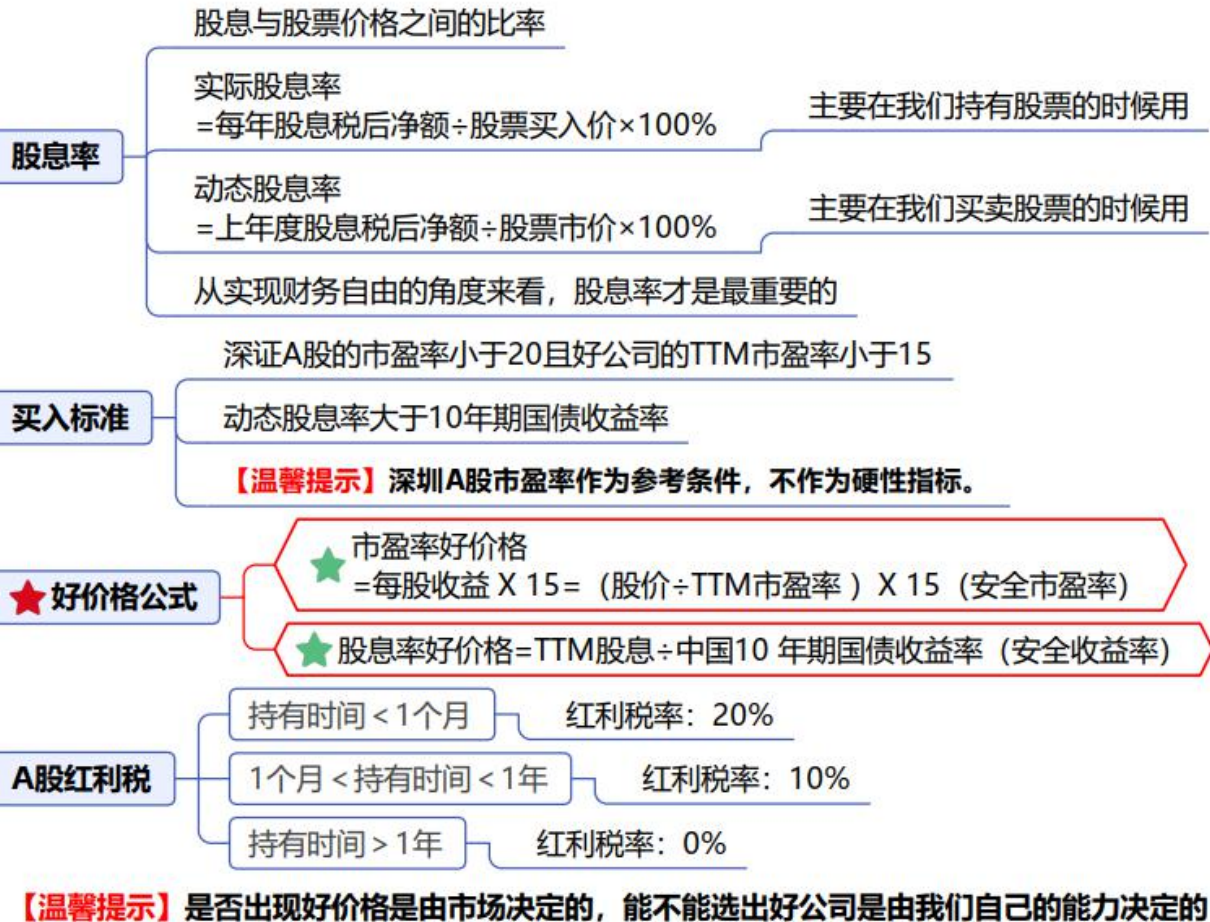 股息率
股息与股票价格之间的比率
实际股息率
=每年股息税后净额÷股票买入价×100%
主要在我们持有股票的时候用
动态股息率
=上年度股息税后净额÷股票市价×100%
主要在我们买卖股票的时候用
从实现财务自由的角度来看，股息率才是最重要的
买入标准
深证A股的市盈率小于20且好公司的TTM市盈率小于15
动态股息率大于10年期国债收益率
【温馨提示】深圳A股市盈率作为参考条件，不作为硬性指标。
好价格公式
市盈率好价格
=每股收益 X 15=（股价÷TTM市盈率 ）X 15（安全市盈率）
股息率好价格=TTM股息÷中国10 年期国债收益率（安全收益率）
A股红利税
持有时间＜1个月
红利税率：20%
1个月＜持有时间＜1年
红利税率：10%
持有时间＞1年
红利税率：0%
【温馨提示】是否出现好价格是由市场决定的，能不能选出好公司是由我们自己的能力决定的